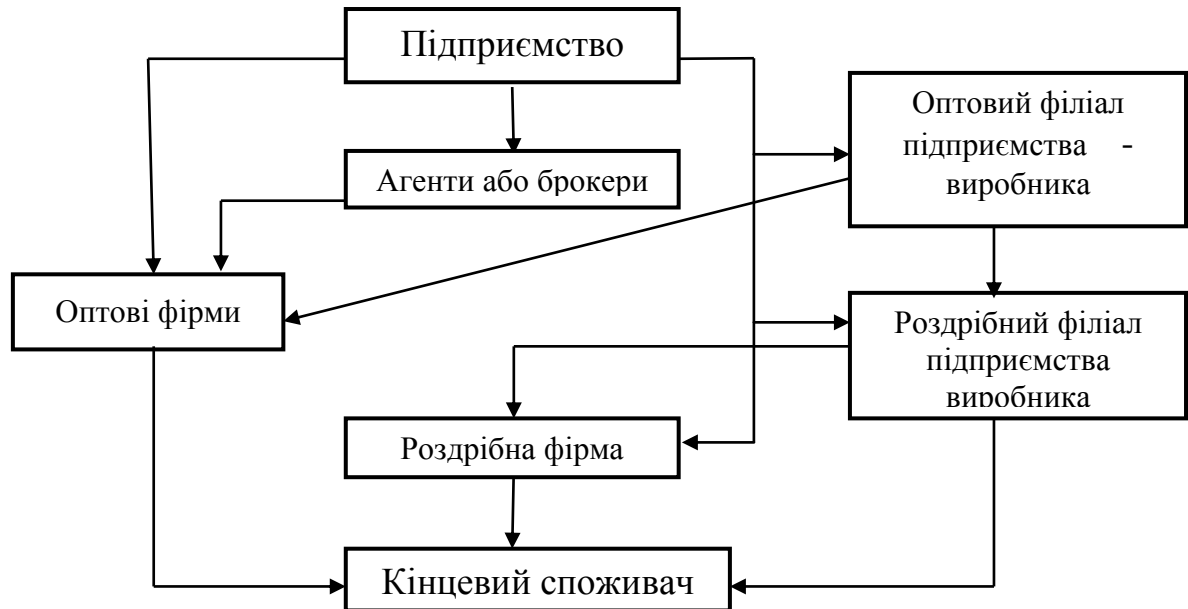 Підприємство
Оптовий філіал
підприємства -
виробника
Агенти або брокери
Оптові фірми
Роздрібний філіал
підприємства
виробника
Роздрібна фірма
Кінцевий споживач